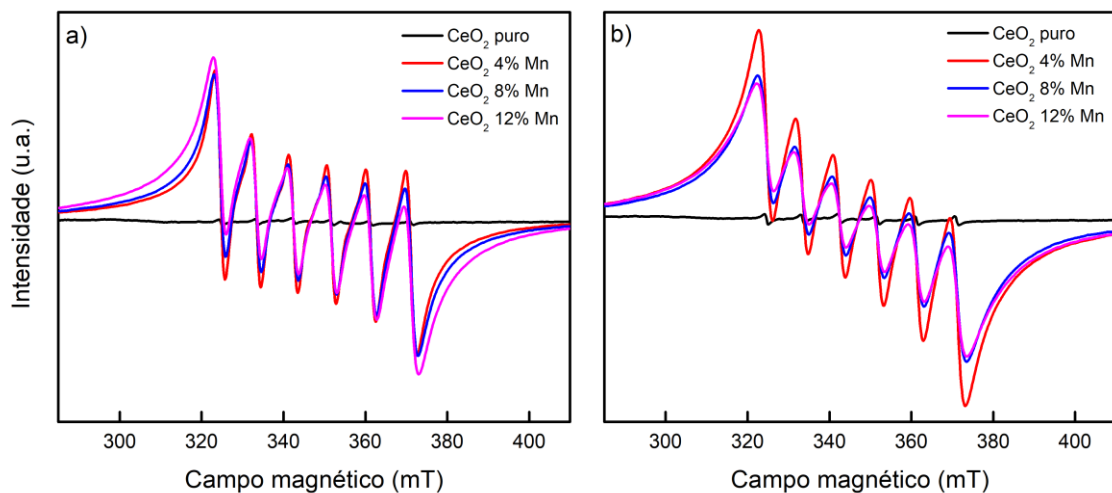 a)
CeO₂ puro
CeO₂ 4% Mn
CeO₂ 8% Mn
CeO₂ 12% Mn
Intensidade (u.a.)
300 320 340 360 380 400
Campo magnético (mT)
b)
CeO₂ puro
CeO₂ 4% Mn
CeO₂ 8% Mn
CeO₂ 12% Mn
300 320 340 360 380 400
Campo magnético (mT)